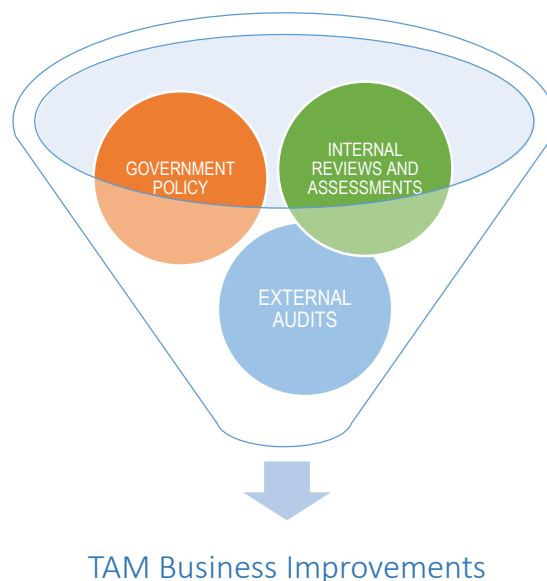 GOVERNMENT
POLICY
INTERNAL
REVIEWS AND
ASSESSMENTS
EXTERNAL
AUDITS
TAM Business Improvements